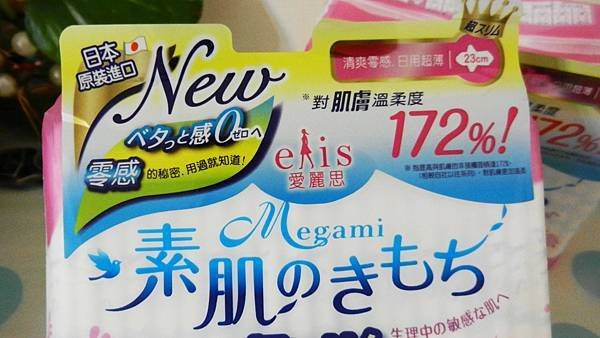 日本
原裝進口
New
ベタっと感0ゼロへ
零感 的秘密，用過就知道！
超スリム
清爽零感．日用超薄 23cm
※對肌膚溫柔度
172%！
elis
愛麗思
Megami
素肌のきもち
生理中の敏感な肌へ
172%